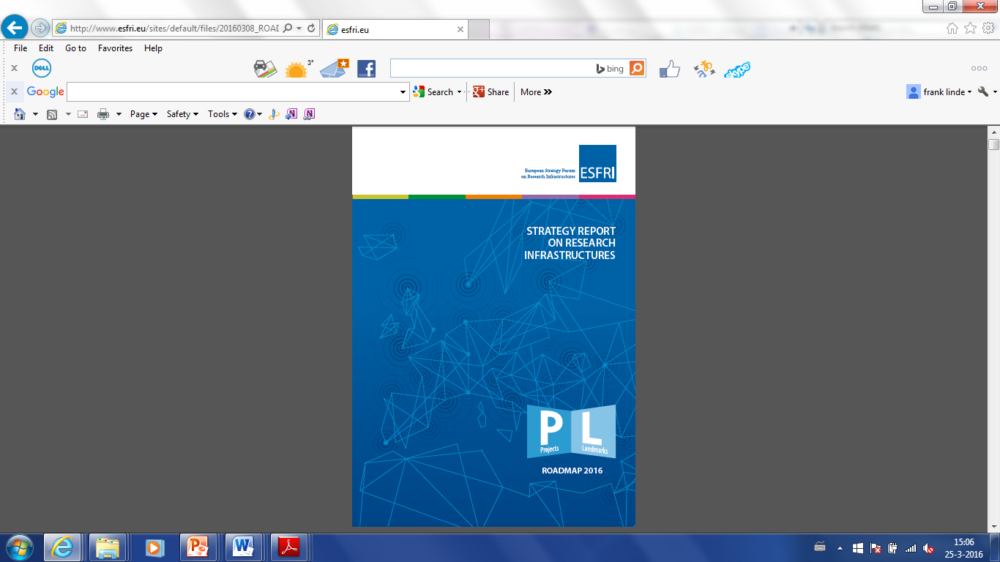 http://www.esfri.eu/sites/default/files/20160308_ROAD
esfri.eu
File Edit Go to Favorites Help
x DELL 3° bing skype
x Google Search Share More frank linde
Page Safety Tools
European Strategy Forum
on Research Infrastructures
ESFRI
STRATEGY REPORT
ON RESEARCH
INFRASTRUCTURES
P L
Projects Landmarks
ROADMAP 2016
15:06
25-3-2016